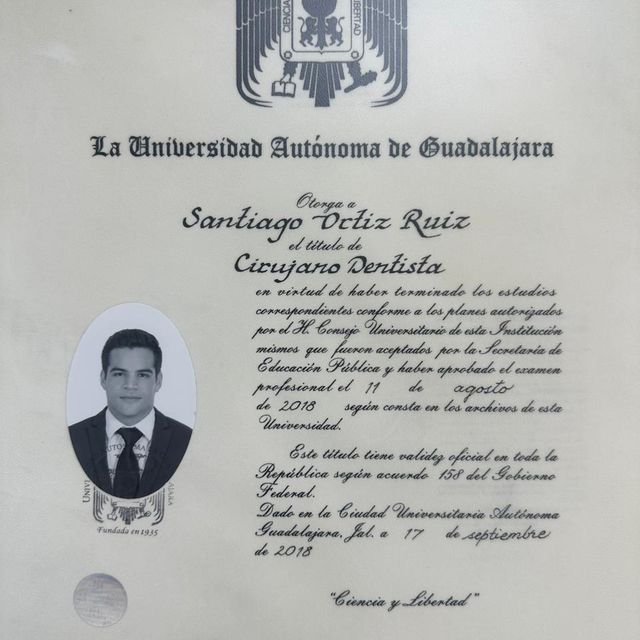 CIENCIA
LIBERTAD
La Universidad Autónoma de Guadalajara
Otorga a
Santiago Ortiz Ruiz
el título de
Cirujano Dentista
en virtud de haber terminado los estudios
correspondientes conforme a los planes autorizados
por el H. Consejo Universitario de esta Institución
mismos que fueron aceptados por la Secretaría de
Educación Pública y haber aprobado el examen
profesional el 11 de agosto
de 2018 según consta en los archivos de esta
Universidad.
Este título tiene validez oficial en toda la
República según acuerdo 158 del Gobierno
Federal.
Dado en la Ciudad Universitaria Autónoma
Guadalajara, Jal. a 17 de septiembre
de 2018
"Ciencia y Libertad"
Fundada en 1935